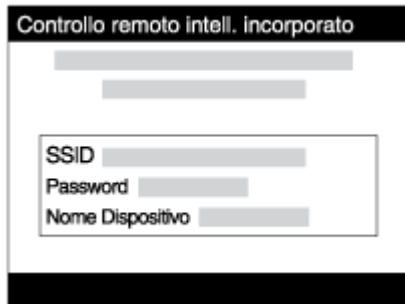 Controllo remoto intell. incorporato
SSID
Password
Nome Dispositivo